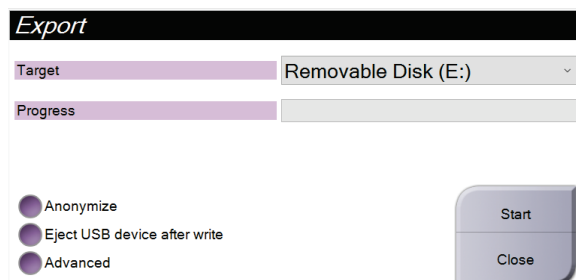 Export
Target
Removable Disk (E:)
Progress
Anonymize
Eject USB device after write
Advanced
Start
Close